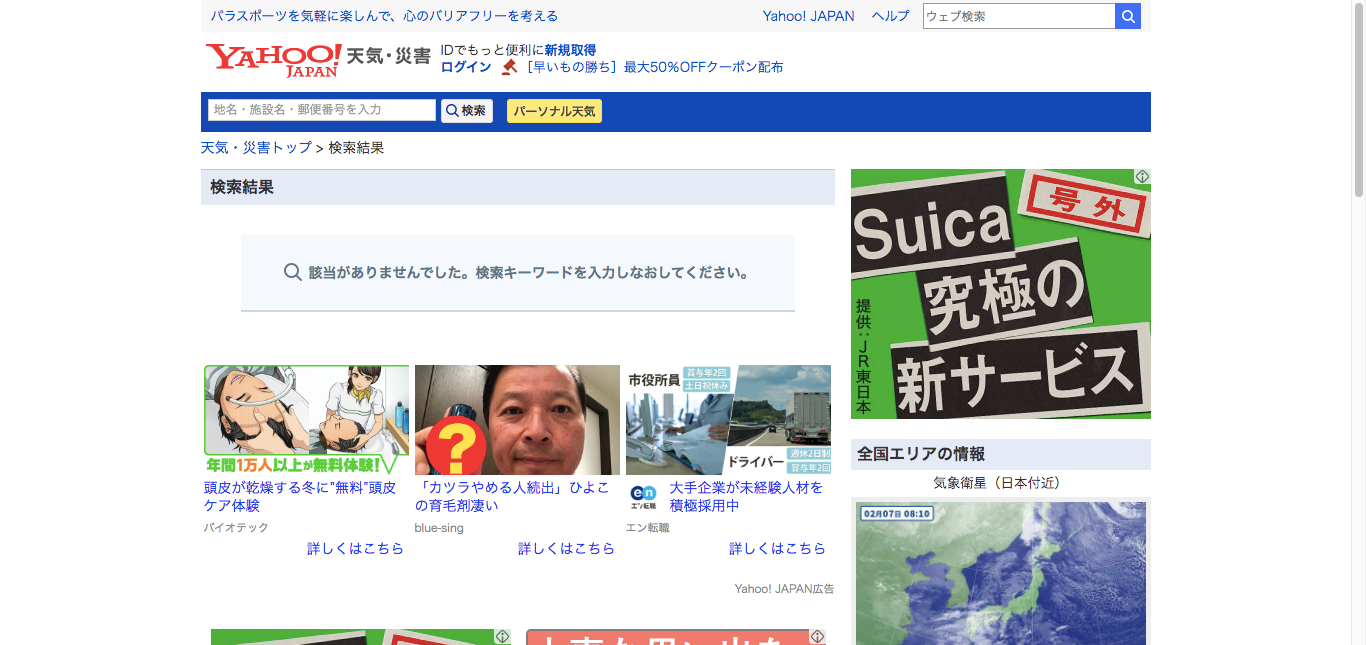 パラスポーツを気軽に楽しんで、心のバリアフリーを考える
Yahoo! JAPAN
ヘルプ
ウェブ検索
YAHOO! JAPAN
天気・災害
IDでもっと便利に新規取得
ログイン
［早いもの勝ち］最大50％OFFクーポン配布
地名・施設名・郵便番号を入力
検索
パーソナル天気
天気・災害トップ > 検索結果
検索結果
該当がありませんでした。検索キーワードを入力しなおしてください。
号外
Suica
究極の
新サービス
提供：JR東日本
年間1万人以上が無料体験!
頭皮が乾燥する冬に"無料"頭皮
ケア体験
バイオテック
詳しくはこちら
?
「カツラやめる人続出」ひよこ
の育毛剤凄い
blue-sing
詳しくはこちら
市役所員
賞与年2回
土日祝休み
ドライバー
週休2日制
賞与年2回
en
エン転職
大手企業が未経験人材を
積極採用中
エン転職
詳しくはこちら
Yahoo! JAPAN広告
全国エリアの情報
気象衛星（日本付近）
02月07日 08:10